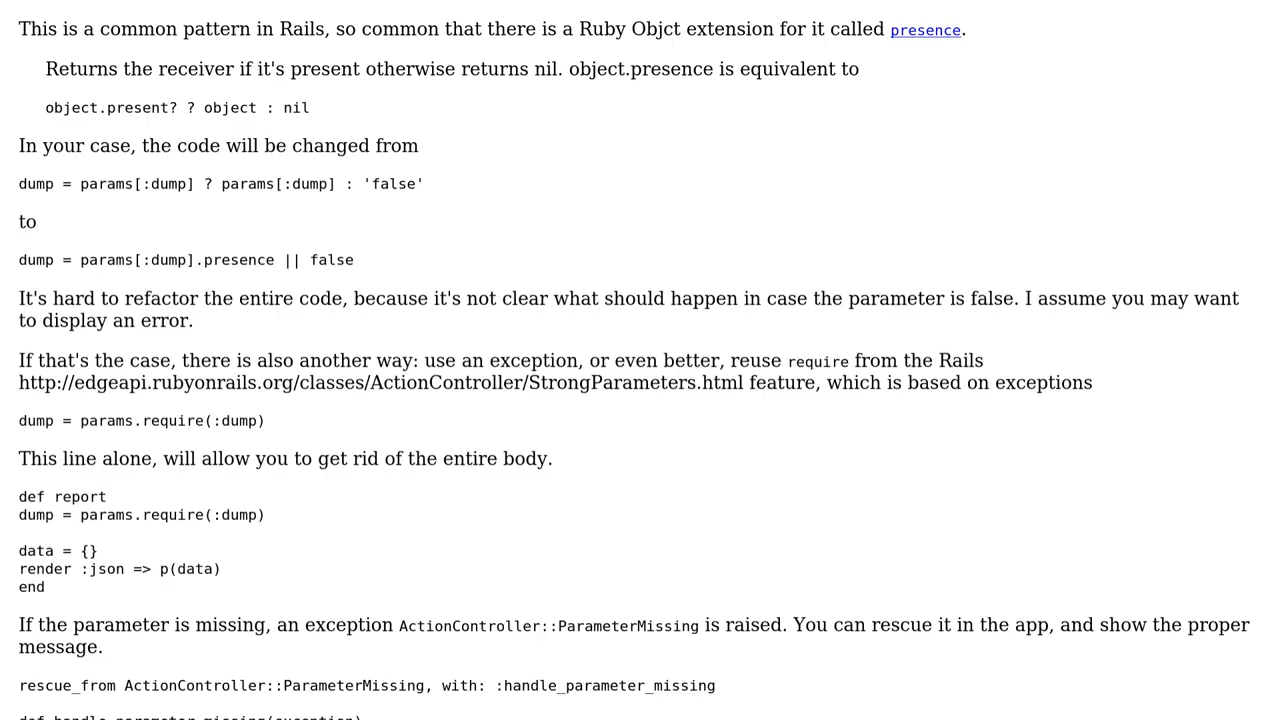 This is a common pattern in Rails, so common that there is a Ruby Objct extension for it called presence.
Returns the receiver if it's present otherwise returns nil. object.presence is equivalent to
object.present? ? object : nil
In your case, the code will be changed from
dump = params[:dump] ? params[:dump] : 'false'
to
dump = params[:dump].presence || false
It's hard to refactor the entire code, because it's not clear what should happen in case the parameter is false. I assume you may want
to display an error.
If that's the case, there is also another way: use an exception, or even better, reuse require from the Rails
http://edgeapi.rubyonrails.org/classes/ActionController/StrongParameters.html feature, which is based on exceptions
dump = params.require(:dump)
This line alone, will allow you to get rid of the entire body.
def report
dump = params.require(:dump)
data = {}
render :json => p(data)
end
If the parameter is missing, an exception ActionController::ParameterMissing is raised. You can rescue it in the app, and show the proper
message.
rescue_from ActionController::ParameterMissing, with: :handle_parameter_missing
def handle_parameter_missing(exception)